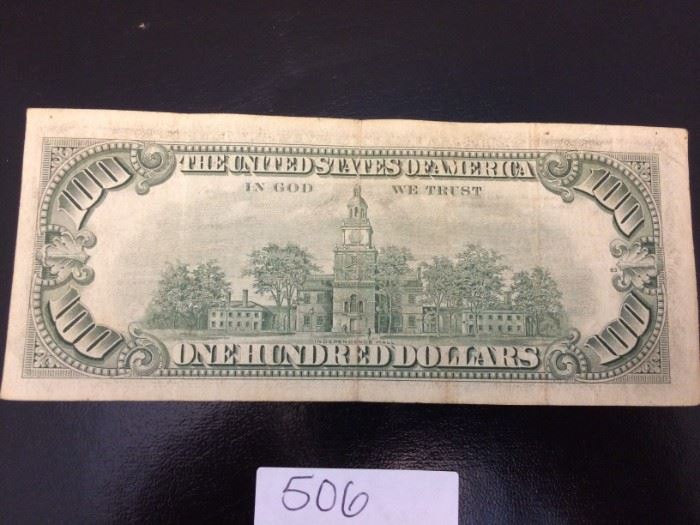 100 THE UNITED STATES OF AMERICA 100
IN GOD WE TRUST
INDEPENDENCE HALL
100 ONE HUNDRED DOLLARS 100
506